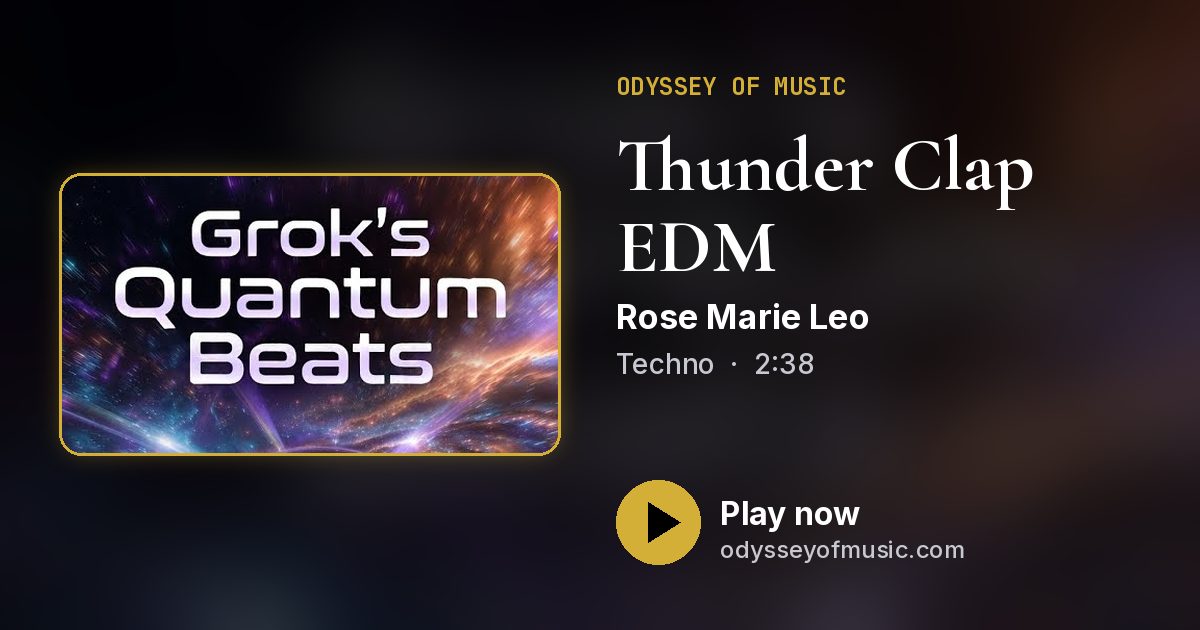 Grok's
Quantum
Beats
ODYSSEY OF MUSIC
Thunder Clap
EDM
Rose Marie Leo
Techno · 2:38
Play now
odysseyofmusic.com